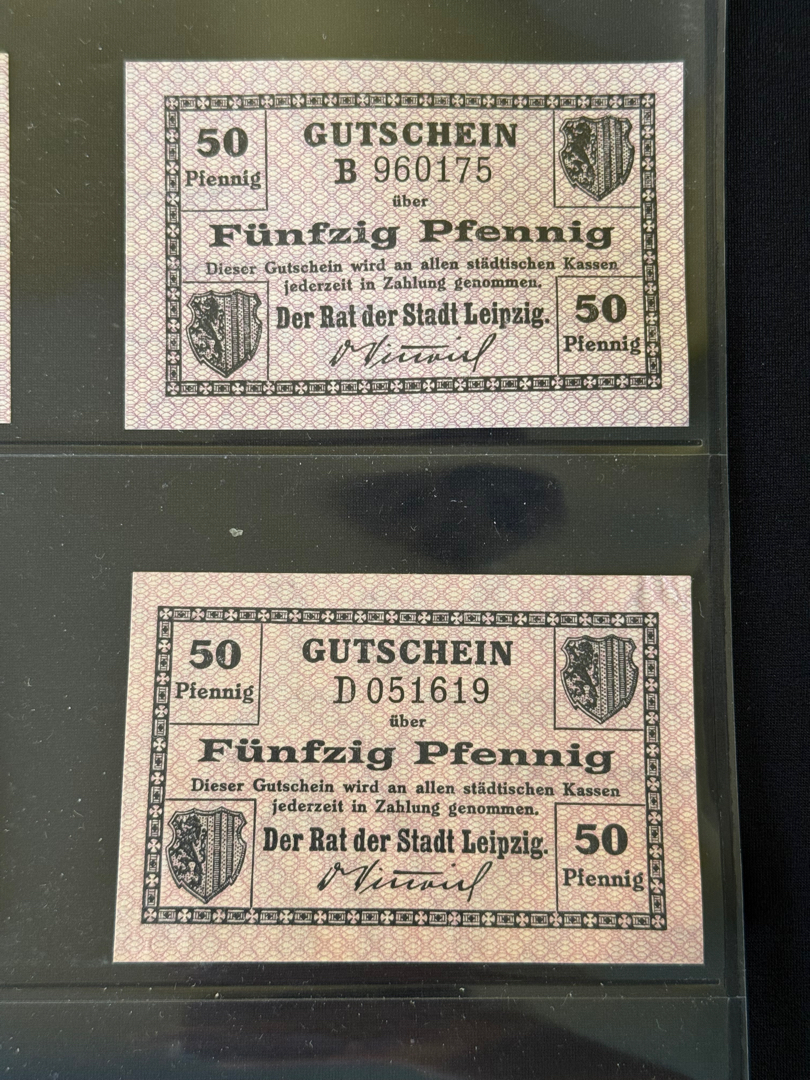 50
Pfennig
GUTSCHEIN
B 960175
über
Fünfzig Pfennig
Dieser Gutschein wird an allen städtischen Kassen
jederzeit in Zahlung genommen.
Der Rat der Stadt Leipzig.
50
Pfennig
50
Pfennig
GUTSCHEIN
D 051619
über
Fünfzig Pfennig
Dieser Gutschein wird an allen städtischen Kassen
jederzeit in Zahlung genommen.
Der Rat der Stadt Leipzig.
50
Pfennig